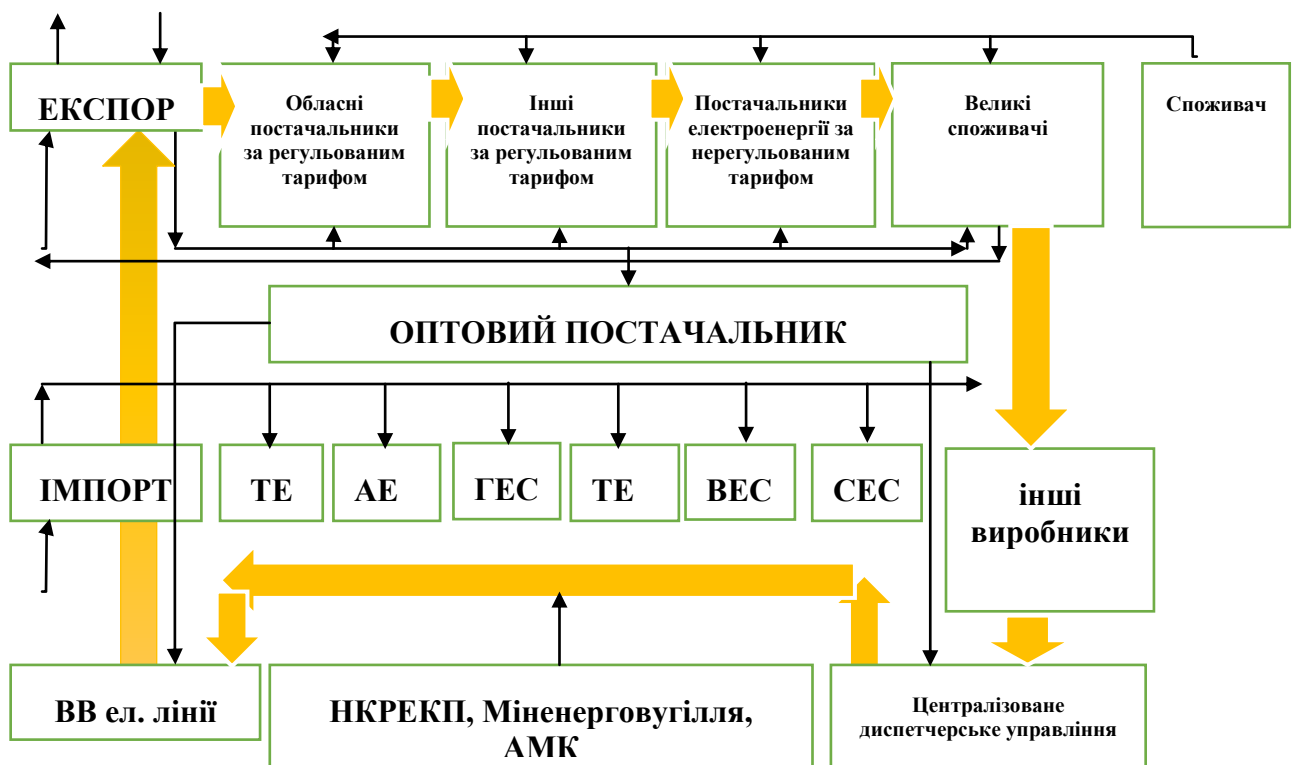 ЕКСПОР
Обласні
постачальники
за регульованим
тарифом
Інші
постачальники
за регульованим
тарифом
Постачальники
електроенергії за
нерегульованим
тарифом
Великі
споживачі
Споживач
ОПТОВИЙ ПОСТАЧАЛЬНИК
ІМПОРТ
ТЕ
АЕ
ГЕС
ТЕ
ВЕС
СЕС
інші
виробники
ВВ ел. лінії
НКРЕКП, Міненерговугілля,
АМК
Централізоване
диспетчерське управління